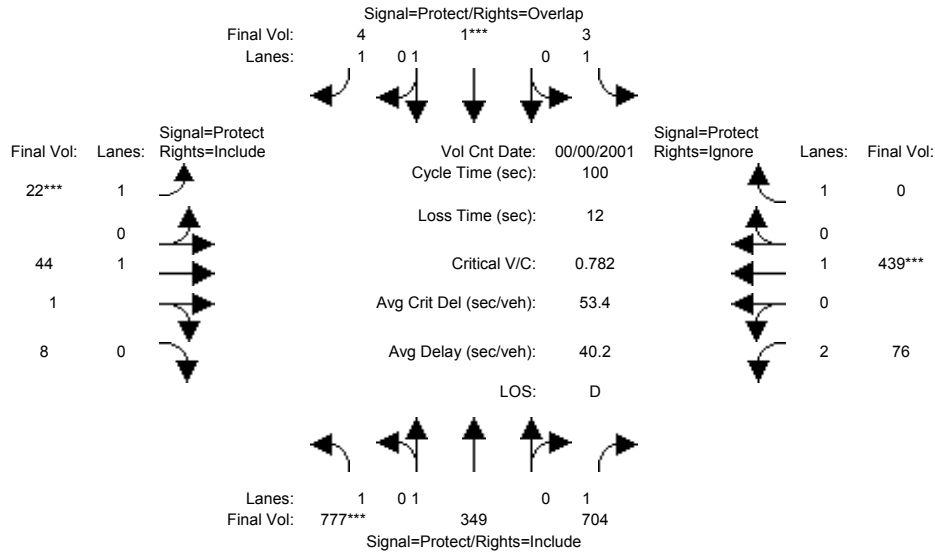 Signal=Protect/Rights=Overlap
Final Vol: 4 1*** 3
Lanes: 1 0 1 0 1
Signal=Protect
Final Vol: Lanes: Rights=Include
Vol Cnt Date: 00/00/2001
Signal=Protect
Rights=Ignore Lanes: Final Vol:
Cycle Time (sec): 100
22*** 1
1 0
Loss Time (sec): 12
0
0
44 1
Critical V/C: 0.782
1 439***
1
Avg Crit Del (sec/veh): 53.4
0
8 0
Avg Delay (sec/veh): 40.2
2 76
LOS: D
Lanes: 1 0 1 0 1
Final Vol: 777*** 349 704
Signal=Protect/Rights=Include